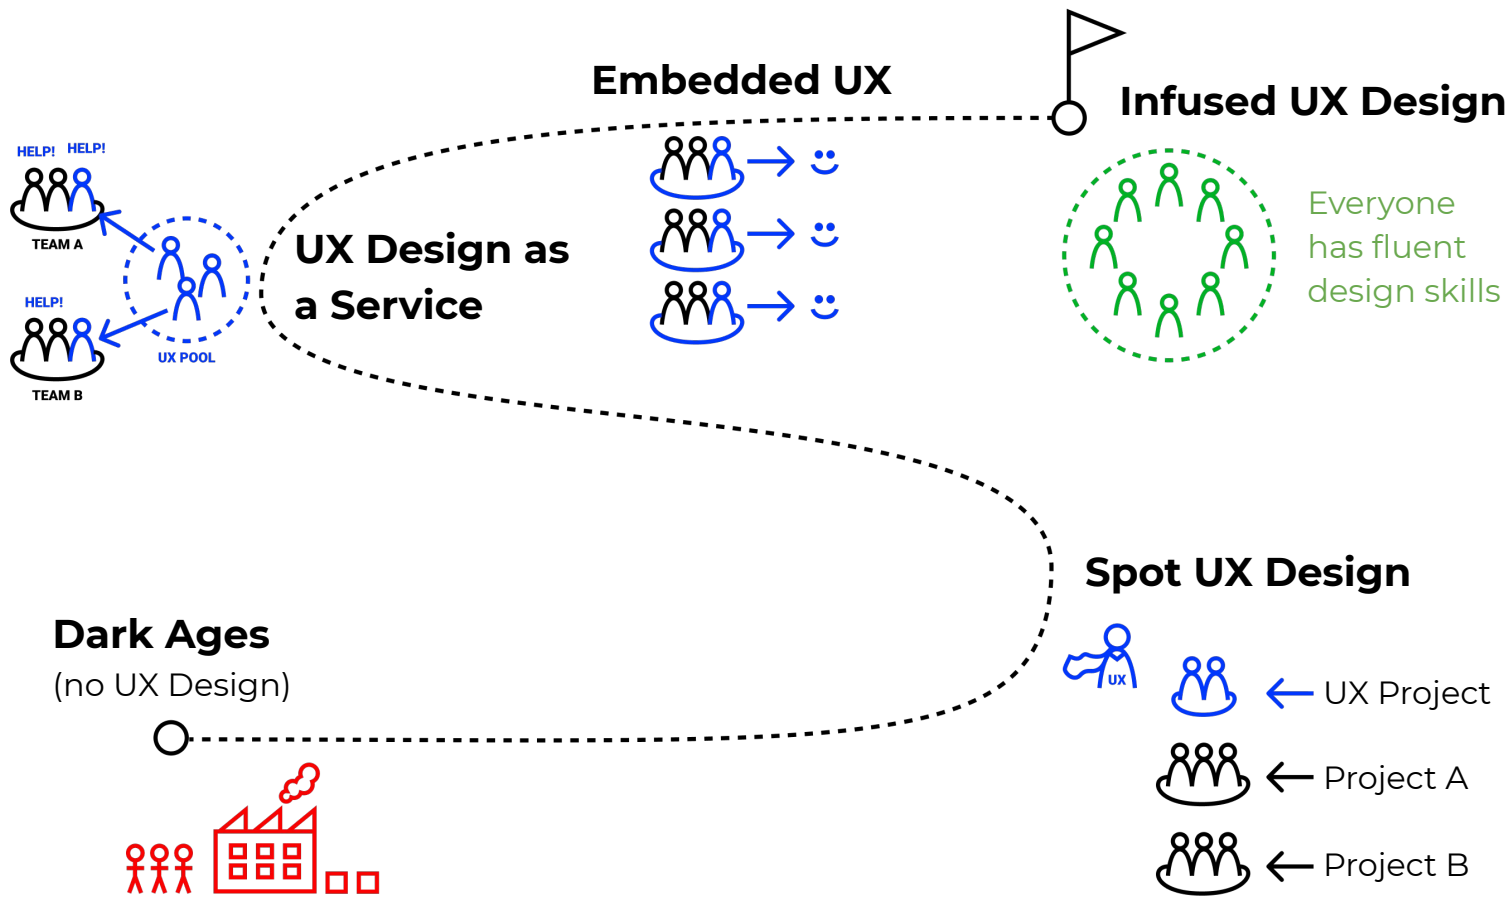 Embedded UX
Infused UX Design
HELP! HELP!
TEAM A
UX Design as
a Service
Everyone
has fluent
design skills
HELP!
UX POOL
TEAM B
Spot UX Design
Dark Ages
(no UX Design)
UX
UX Project
Project A
Project B